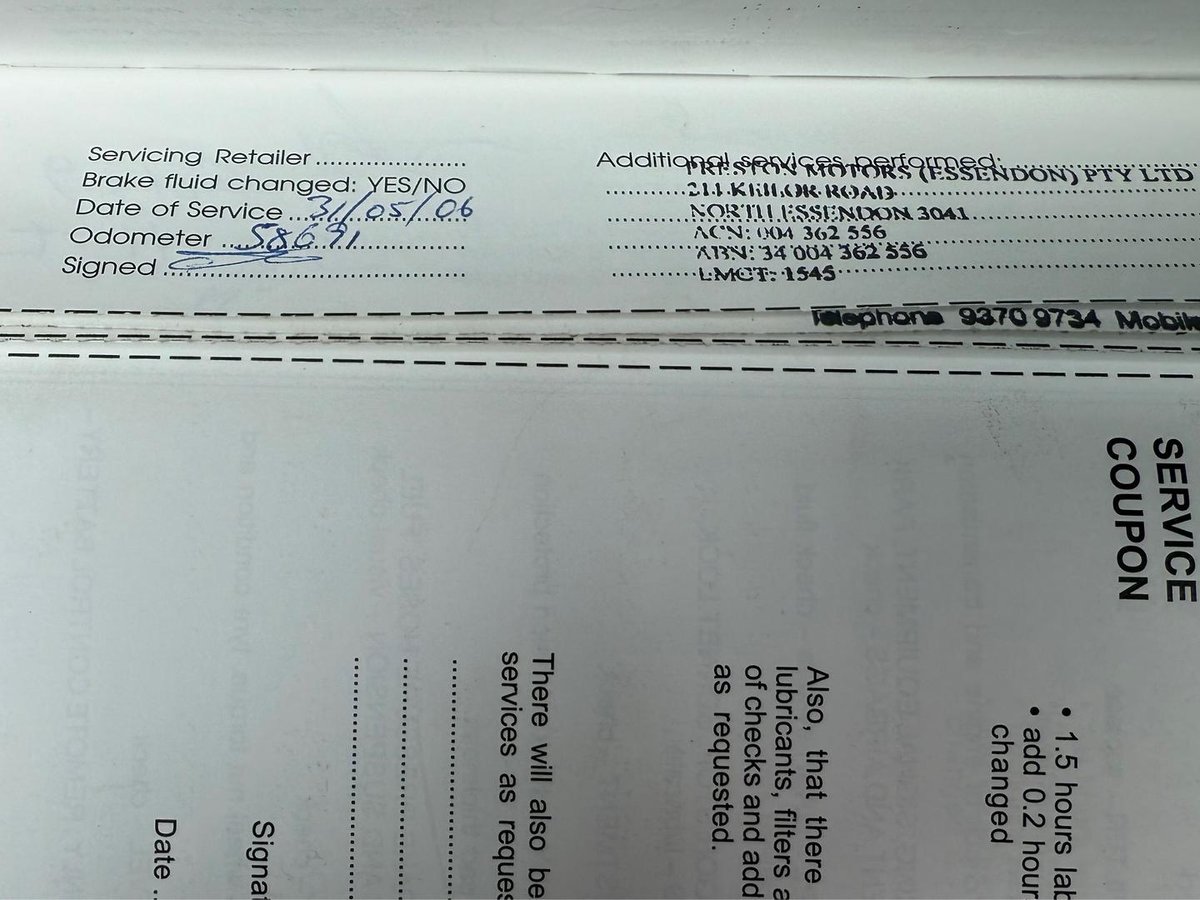 Servicing Retailer ........................
Brake fluid changed: YES/NO
Date of Service ...31/05/06
Odometer ...58691..................
Signed ................................................
Additional services performed: ..............................
PRESTON MOTORS (ESSENDON) PTY LTD
211 KEILOR ROAD
NORTH ESSENDON 3041
ACN: 004 362 556
ABN: 34 004 362 556
LMCT: 1545
Telephone 9370 9734 Mobile
SERVICE
COUPON
• 1.5 hours lab
• add 0.2 hour
changed
Also, that there
lubricants, filters a
of checks and add
as requested.
There will also be
services as reques
Signat
Date ..